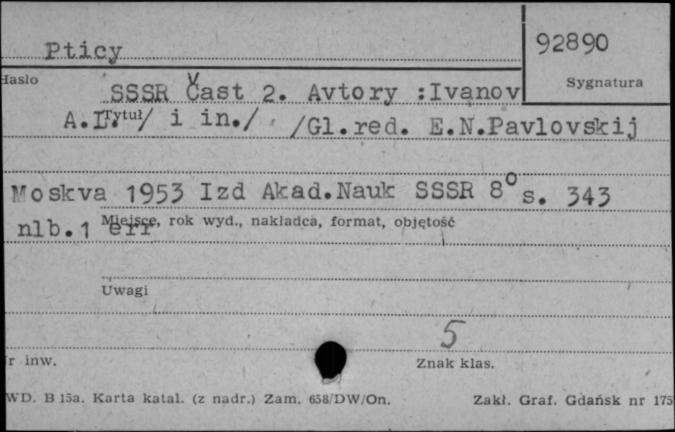 Pticy
92890
Hasło
Sygnatura
SSSR Část 2. Avtory :Ivanov
A.I. / i in./ /Gl.red. E.N.Pavlovskij
Tytuł
Moskva 1953 Izd Akad.Nauk SSSR 8° s. 343
nlb.1 err
Miejsce, rok wyd., nakładca, format, objętość
Uwagi
5
r inw.
Znak klas.
WD. B 15a. Karta katal. (z nadr.) Zam. 658/DW/On.
Zakł. Graf. Gdańsk nr 175